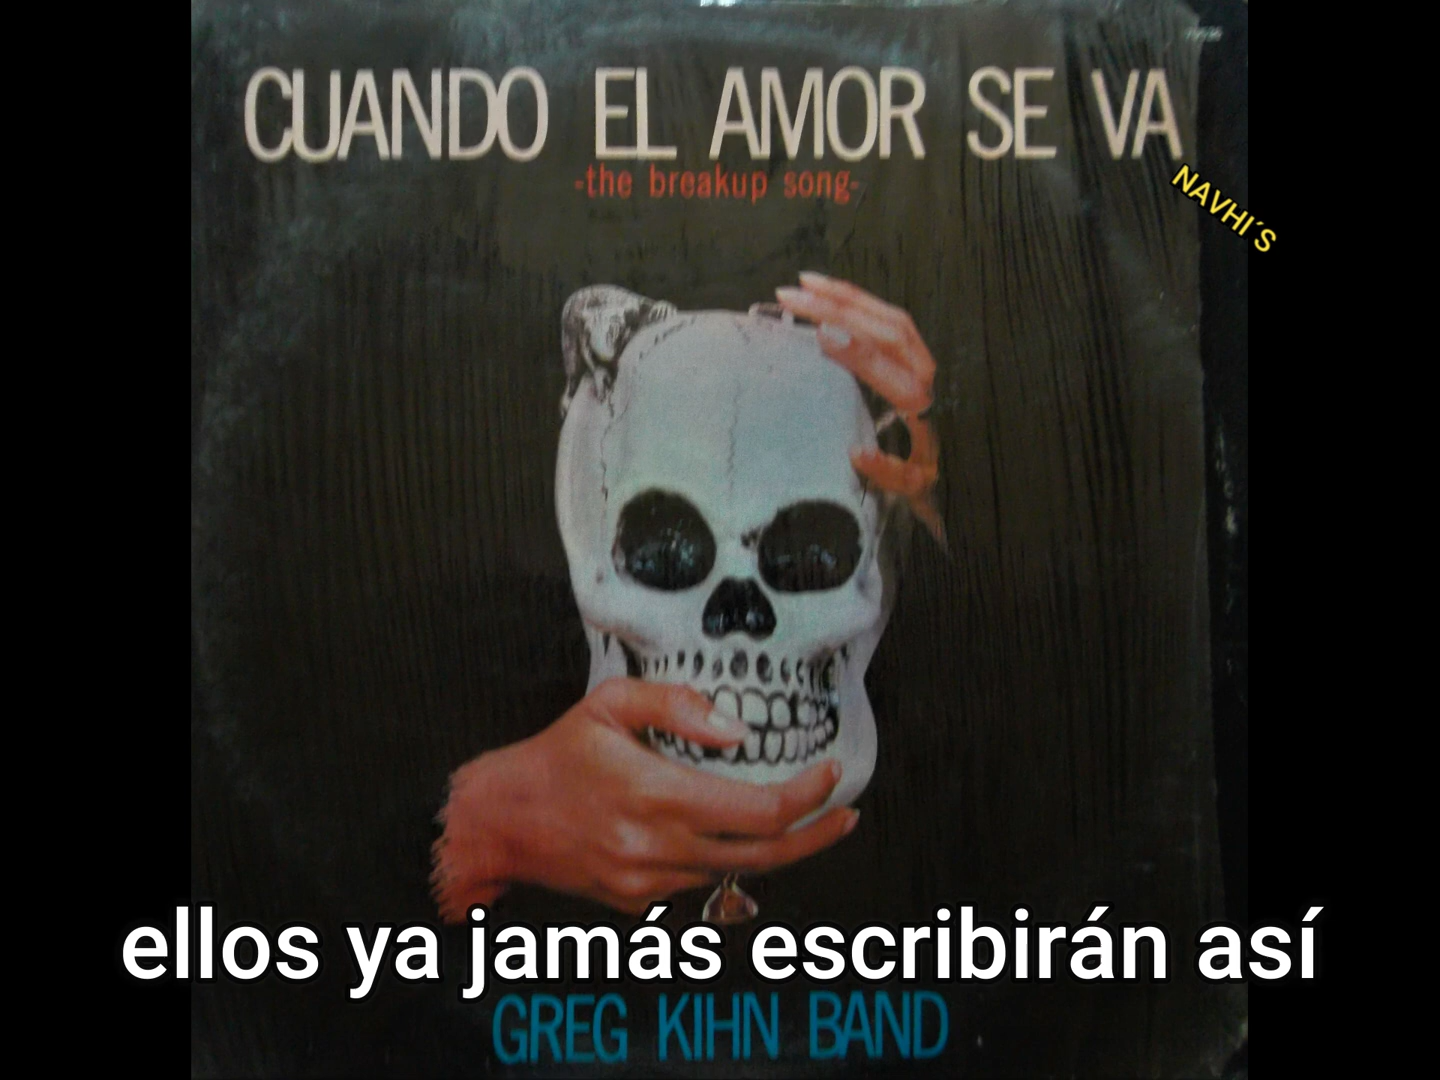 CUANDO EL AMOR SE VA
-the breakup song-
NAVHI´S
ellos ya jamás escribirán así
GREG KIHN BAND